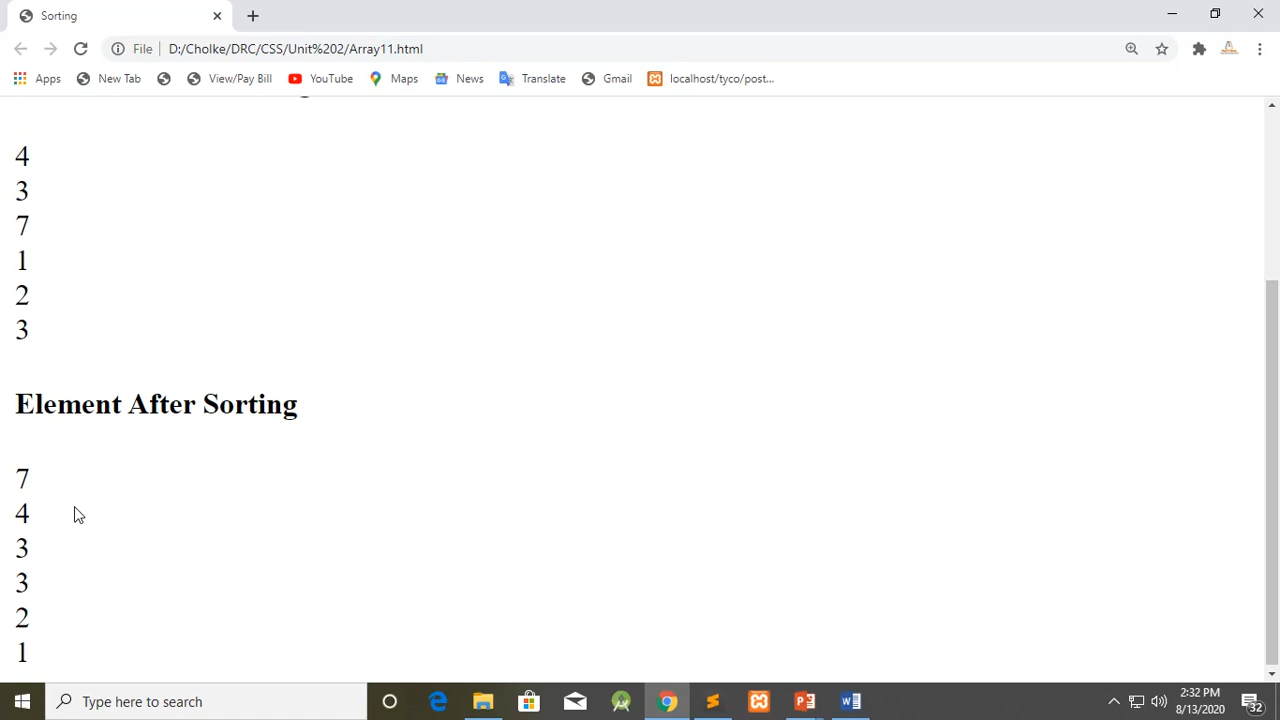 Sorting
File D:/Cholke/DRC/CSS/Unit%202/Array11.html
Apps New Tab View/Pay Bill YouTube Maps News Translate Gmail localhost/tyco/post...
4
3
7
1
2
3
Element After Sorting
7
4
3
3
2
1
Type here to search
2:32 PM
8/13/2020
32